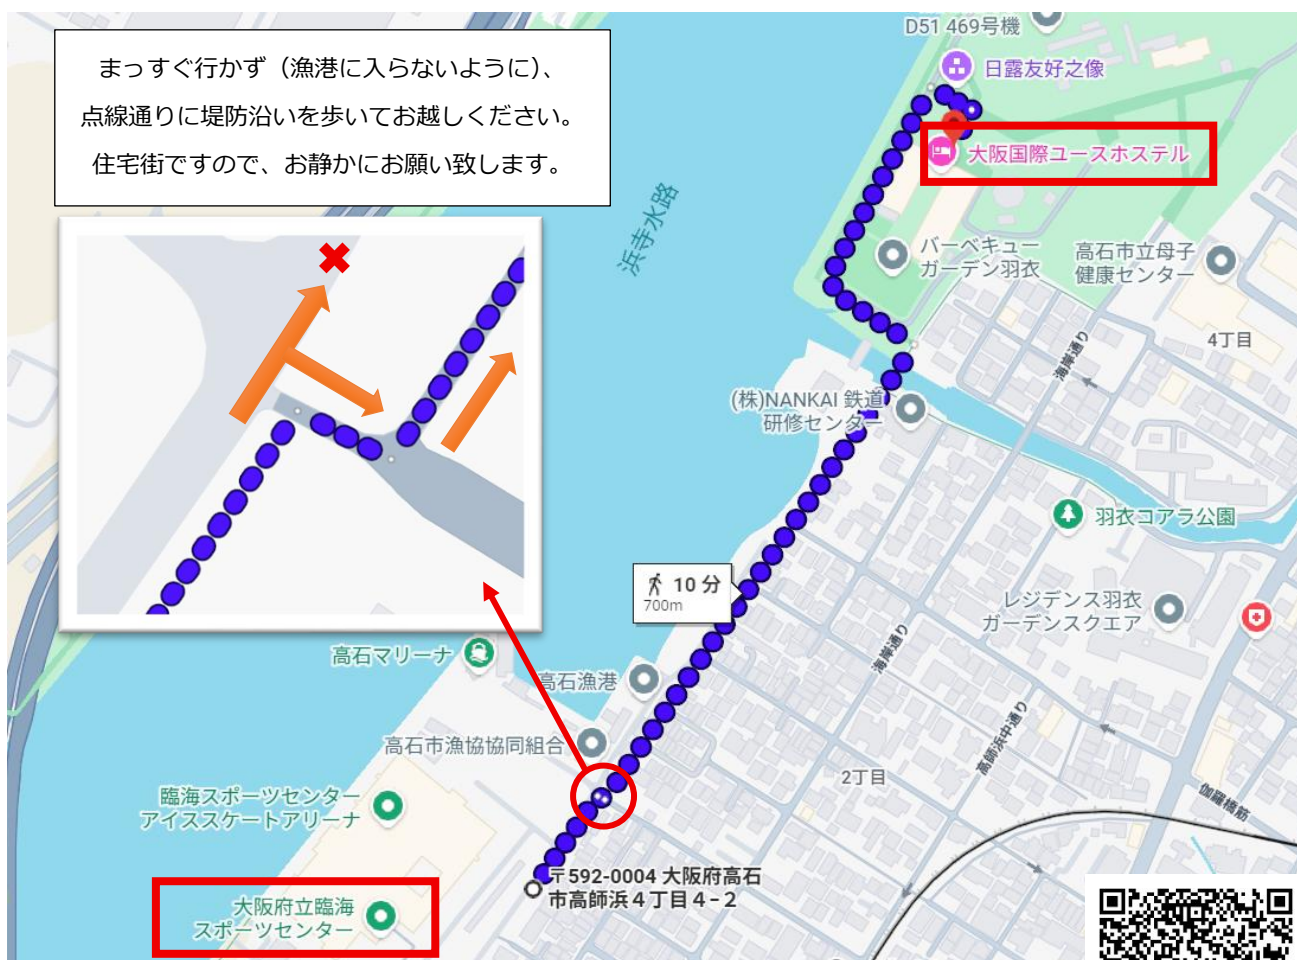 まっすぐ行かず（漁港に入らないように）、
点線通りに堤防沿いを歩いてお越しください。
住宅街ですので、お静かにお願い致します。
D51 469号機
日露友好之像
大阪国際ユースホステル
浜寺水路
バーベキュー
ガーデン羽衣
高石市立母子
健康センター
4丁目
海岸通り
(株)NANKAI 鉄道
研修センター
羽衣コアラ公園
10 分
700m
レジデンス羽衣
ガーデンスクエア
海岸通り
高石マリーナ
高石漁港
高師浜中通り
高石市漁協協同組合
2丁目
伽羅橋筋
臨海スポーツセンター
アイススケートアリーナ
〒592-0004 大阪府高石
市高師浜４丁目４−２
大阪府立臨海
スポーツセンター